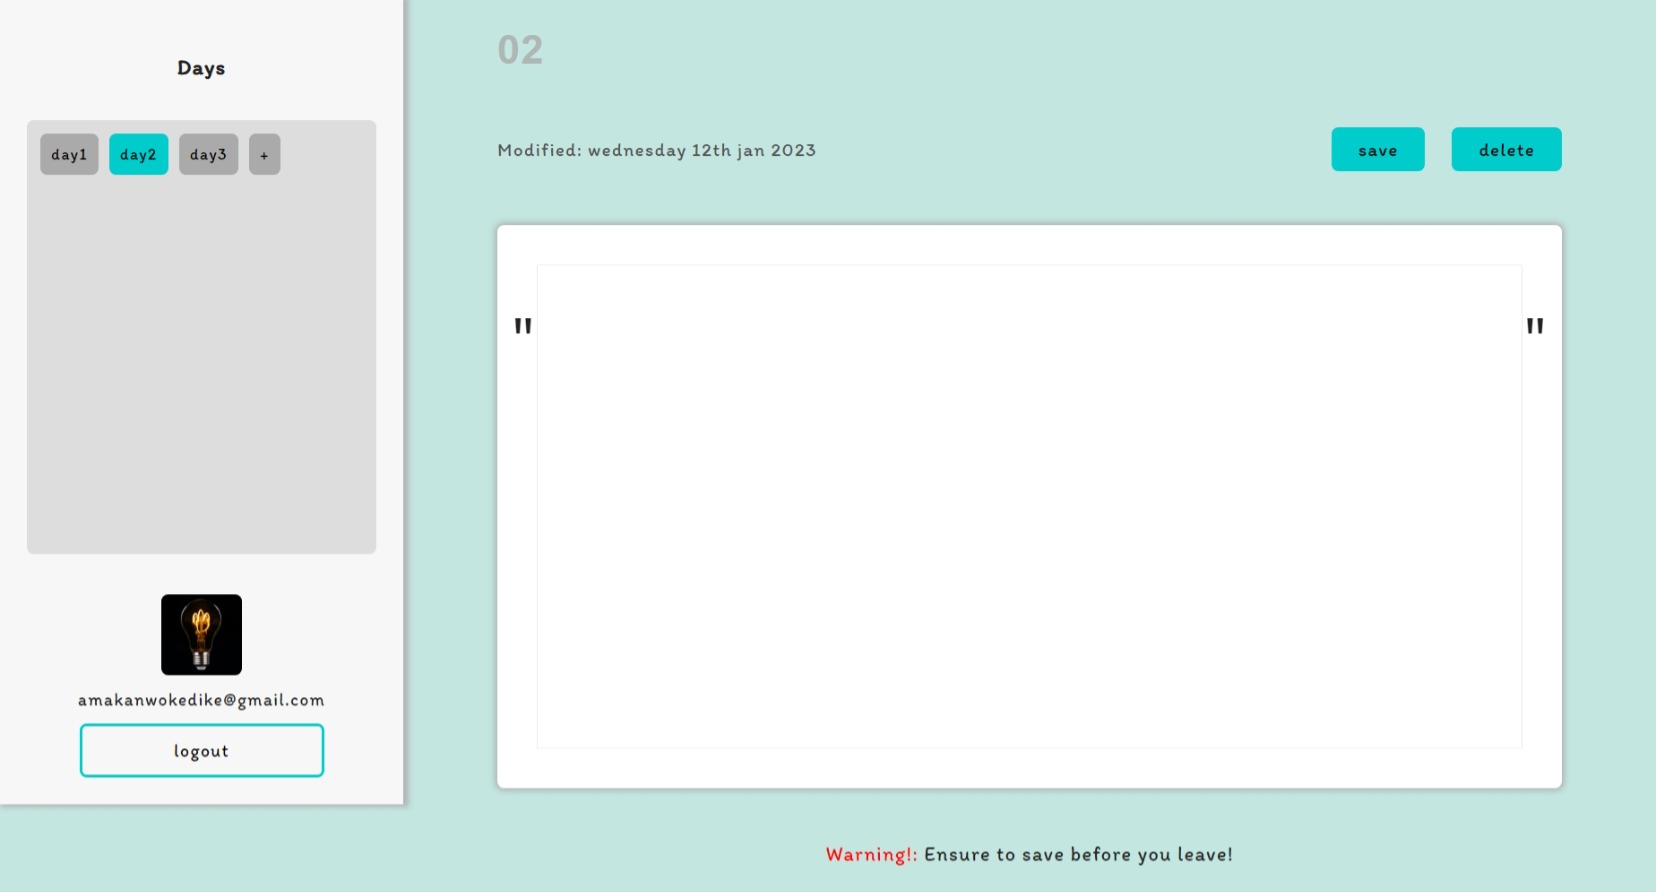 Days
day1 day2 day3 +
amakanwokedike@gmail.com
logout
02
Modified: wednesday 12th jan 2023
save delete
" "
Warning!: Ensure to save before you leave!